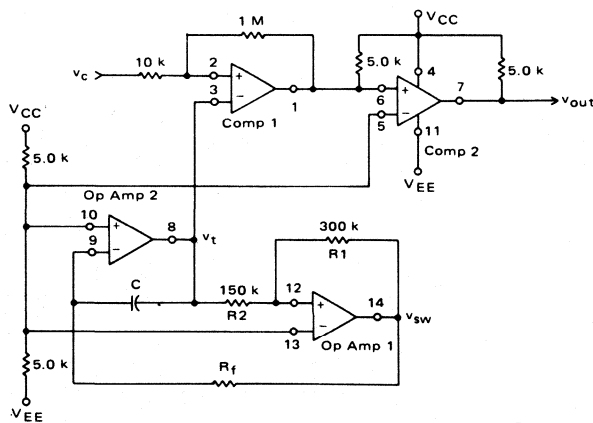 1 M
VCC
10 k
vC
2
+
3
−
1
Comp 1
5.0 k
4
5.0 k
+
6
5
−
7
vout
11
Comp 2
VEE
VCC
5.0 k
Op Amp 2
10
+
9
−
8
vt
300 k
R1
C
150 k
R2
12
+
14
vsw
−
13
Op Amp 1
5.0 k
Rf
VEE